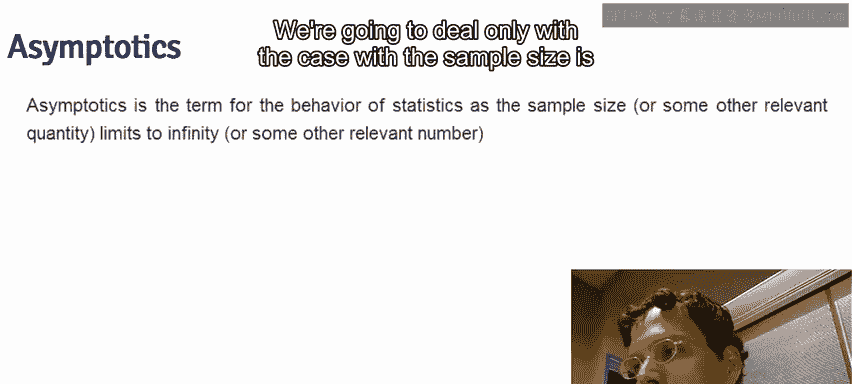 We're going to deal only with
the case with the sample size is
Asymptotics
Asymptotics is the term for the behavior of statistics as the sample size (or some other relevant
quantity) limits to infinity (or some other relevant number)